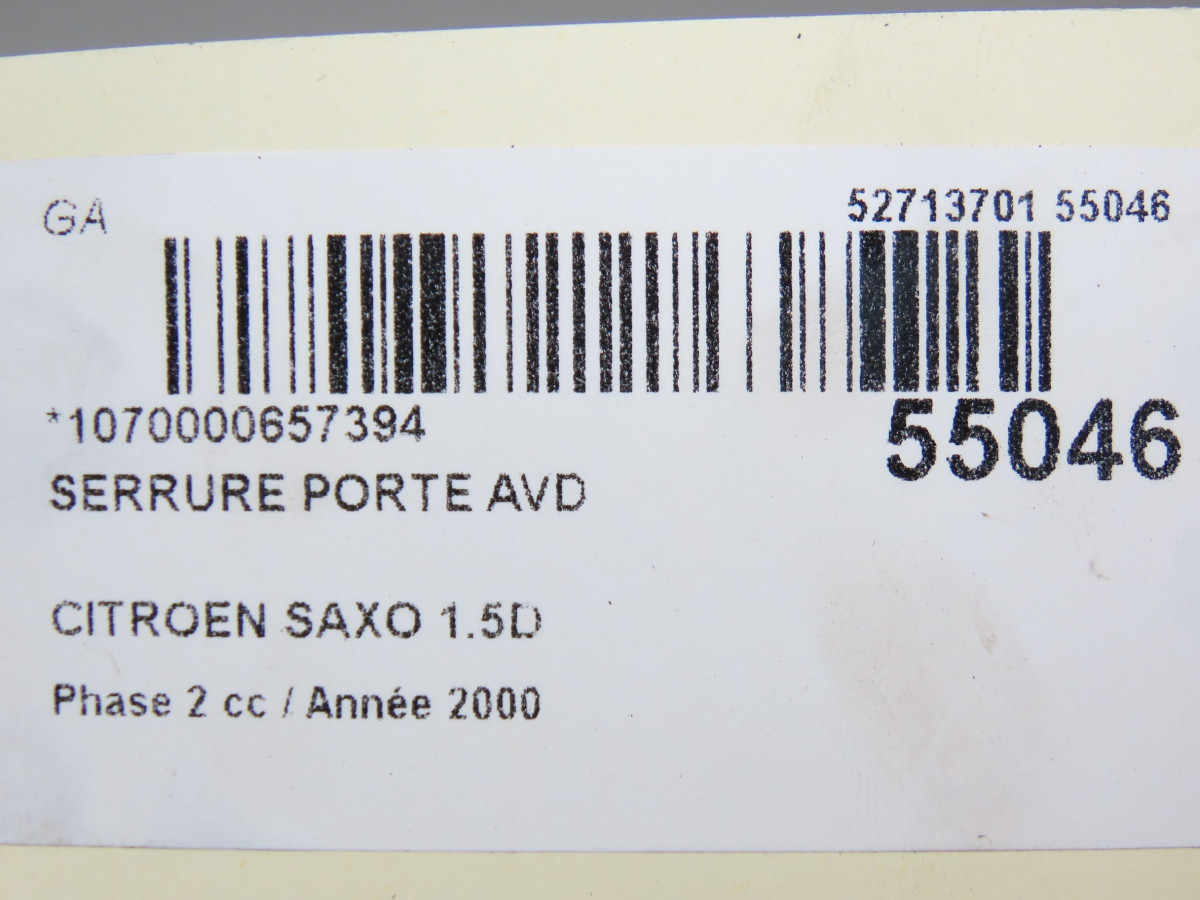 GA
52713701 55046
*1070000657394
55046
SERRURE PORTE AVD
CITROEN SAXO 1.5D
Phase 2 cc / Année 2000